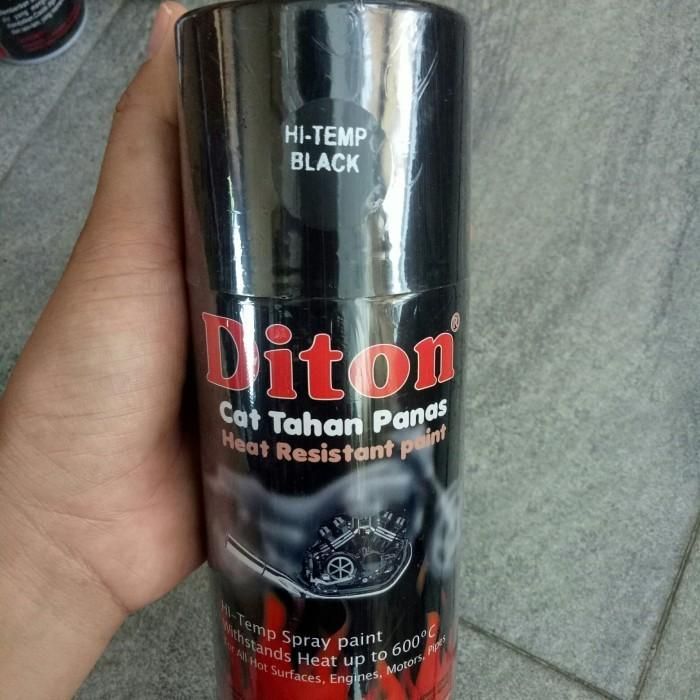 HI-TEMP
BLACK
Diton®
Cat Tahan Panas
Heat Resistant paint
Hi-Temp Spray paint
Withstands Heat up to 600°C
For All Hot Surfaces, Engines, Motors, Pipes